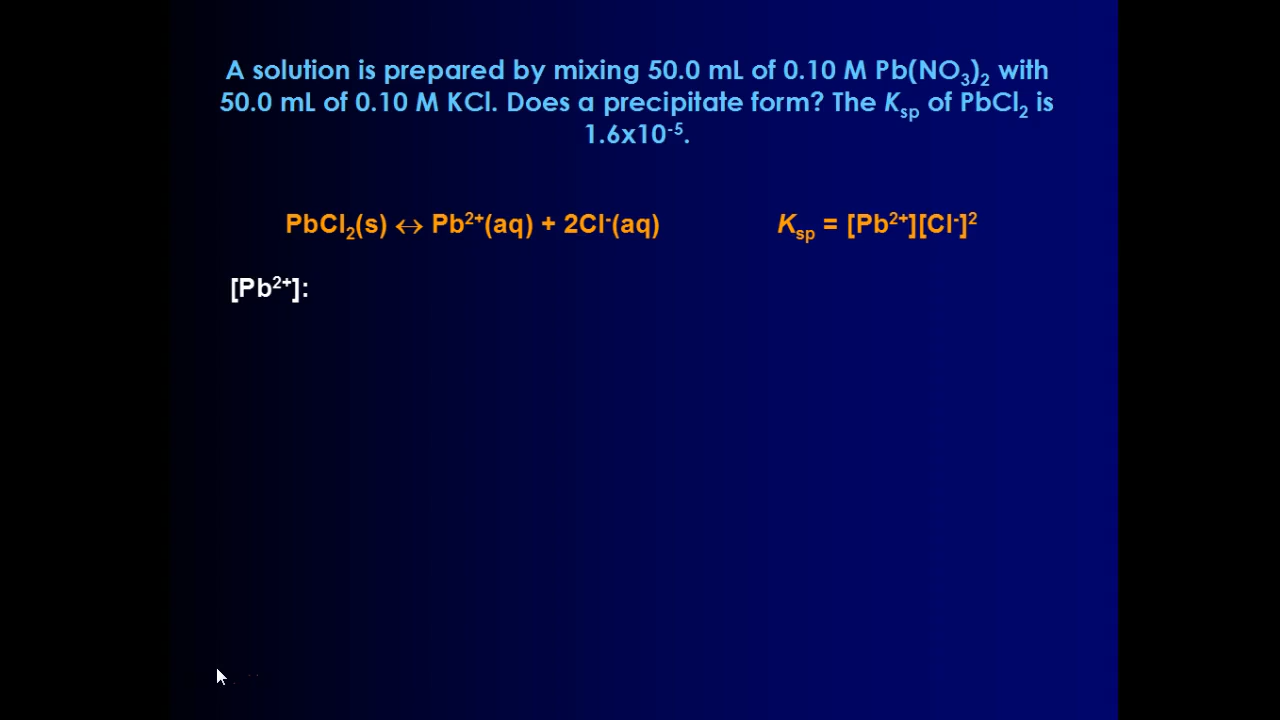 A solution is prepared by mixing 50.0 mL of 0.10 M Pb(NO₃)₂ with
50.0 mL of 0.10 M KCl. Does a precipitate form? The Kₛₚ of PbCl₂ is
1.6x10⁻⁵.
PbCl₂(s) ↔ Pb²⁺(aq) + 2Cl⁻(aq) Kₛₚ = [Pb²⁺][Cl⁻]²
[Pb²⁺]: